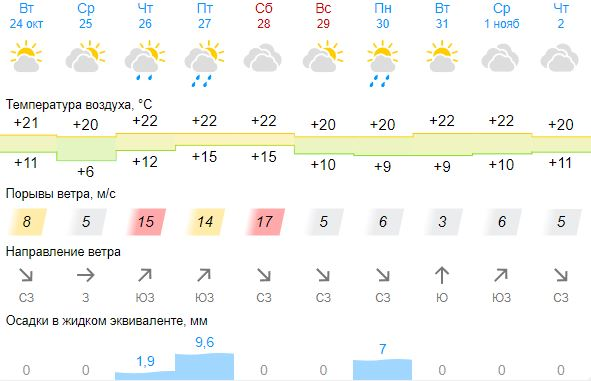 Вт Ср Чт Пт Сб Вс Пн Вт Ср Чт
24 окт 25 26 27 28 29 30 31 1 нояб 2
Температура воздуха, °C
+21 +20 +22 +22 +22 +20 +20 +22 +22 +20
+11 +6 +12 +15 +15 +10 +9 +9 +10 +11
Порывы ветра, м/с
8 5 15 14 17 5 6 3 6 5
Направление ветра
СЗ З ЮЗ ЮЗ СЗ СЗ СЗ Ю ЮЗ СЗ
Осадки в жидком эквиваленте, мм
0 0 1,9 9,6 0 0 7 0 0 0